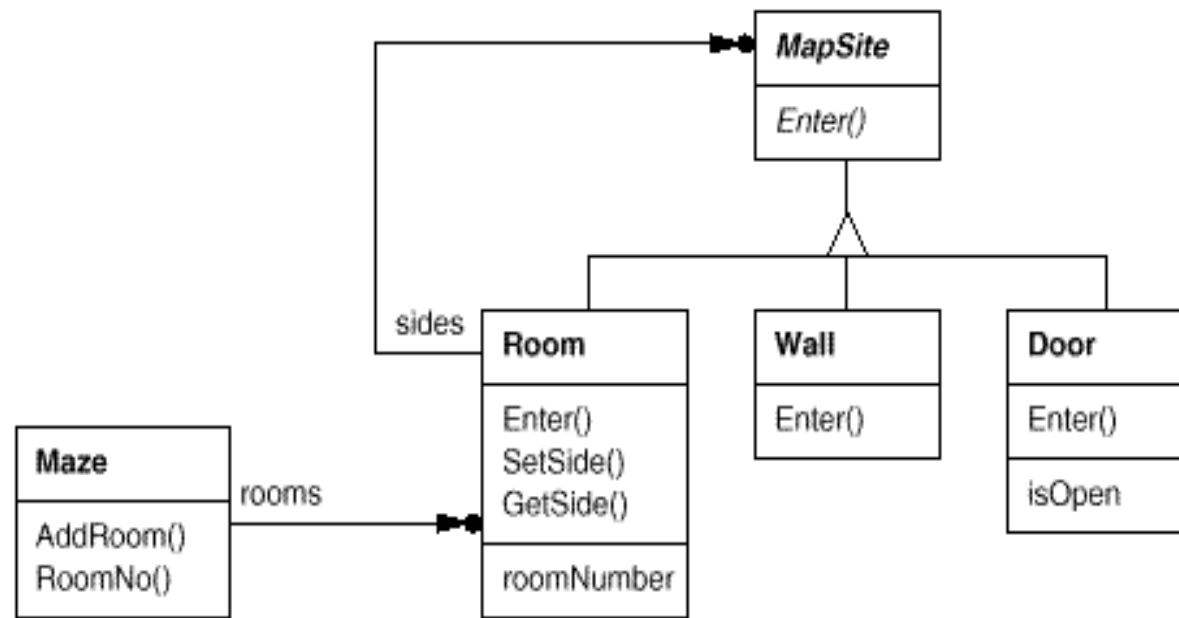 MapSite
Enter()
sides
Room
Enter()
SetSide()
GetSide()
roomNumber
Wall
Enter()
Door
Enter()
isOpen
Maze
AddRoom()
RoomNo()
rooms